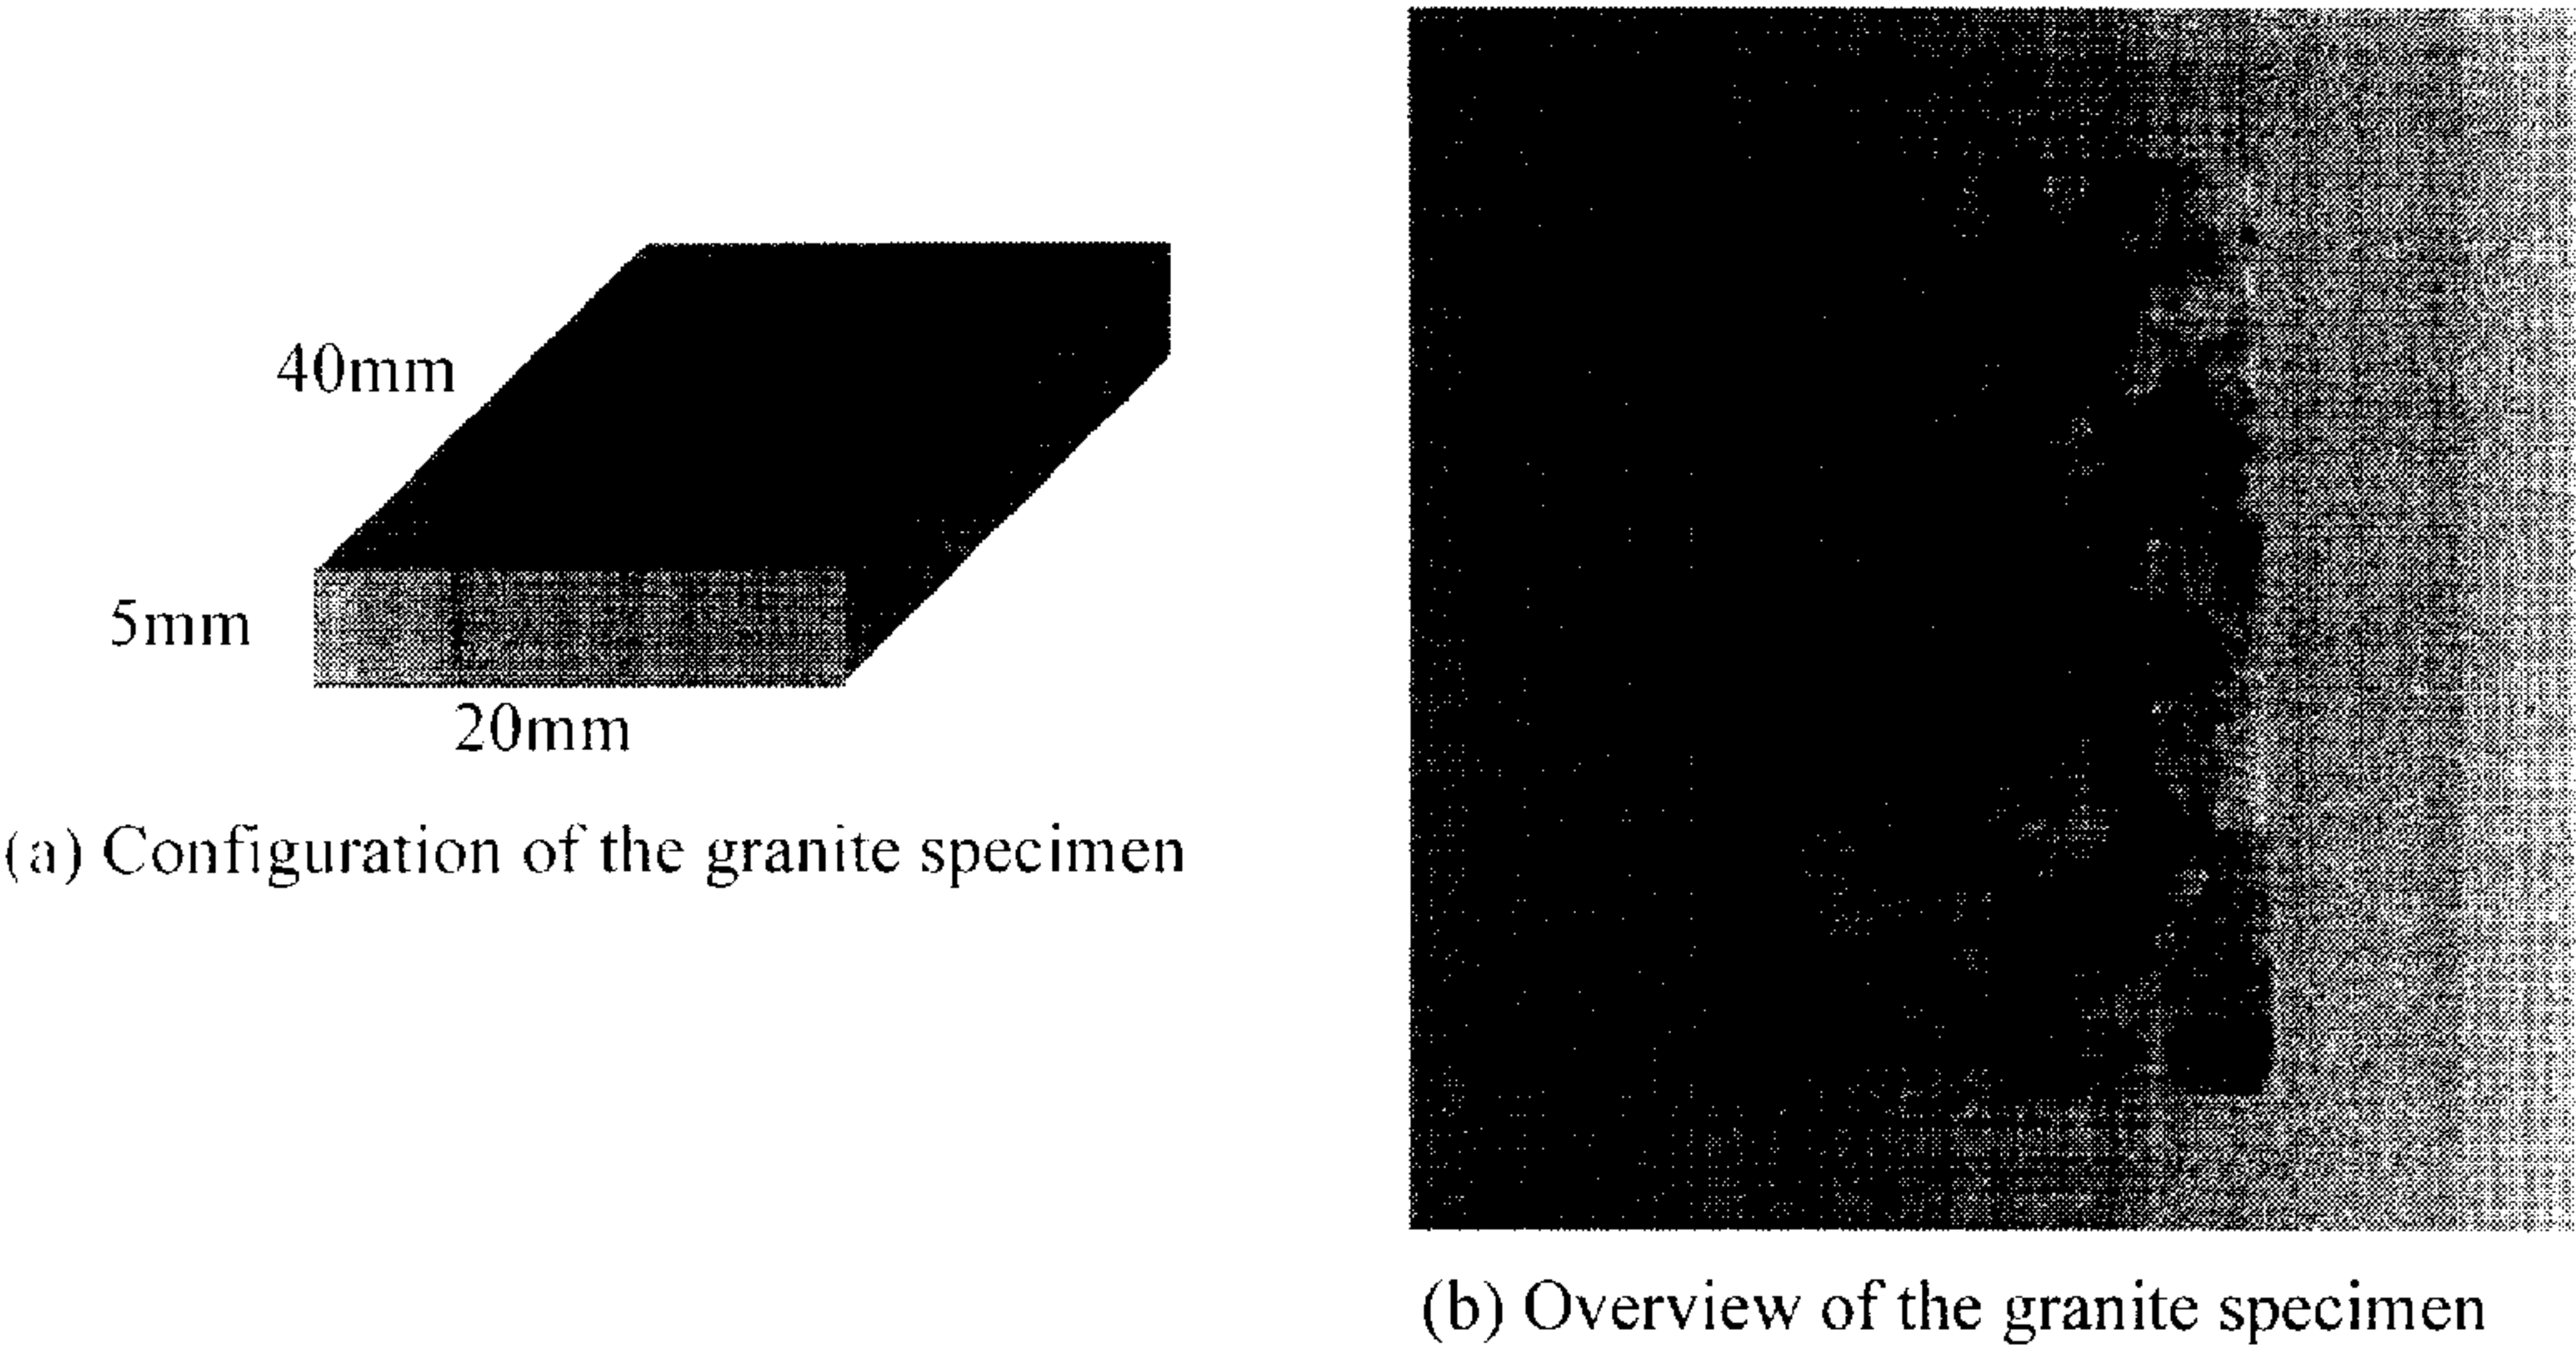 40mm
5mm
20mm
(a) Configuration of the granite specimen
(b) Overview of the granite specimen